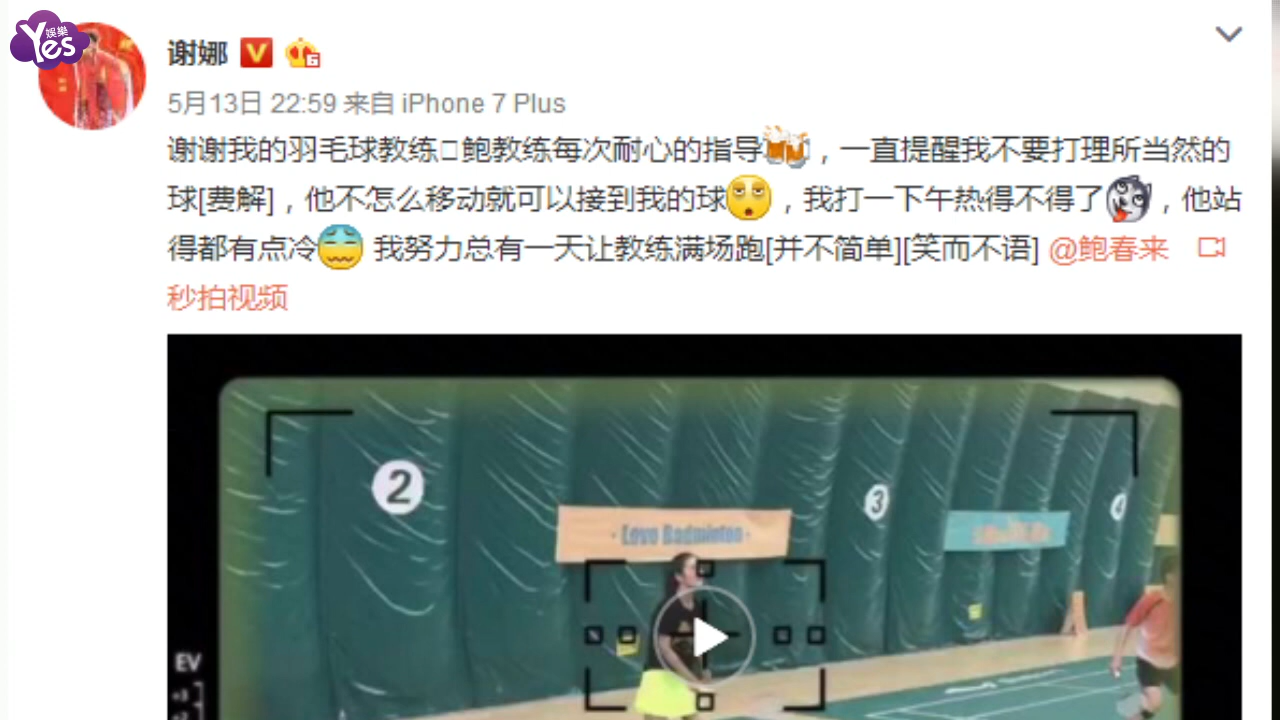 娱樂
Yes
谢娜
5月13日 22:59 来自 iPhone 7 Plus
谢谢我的羽毛球教练□鲍教练每次耐心的指导，一直提醒我不要打理所当然的
球[费解]，他不怎么移动就可以接到我的球，我打一下午热得不得了，他站
得都有点冷 我努力总有一天让教练满场跑[并不简单][笑而不语] @鲍春来
秒拍视频
2
3
4
· Love Badminton ·
EV
+3
+2